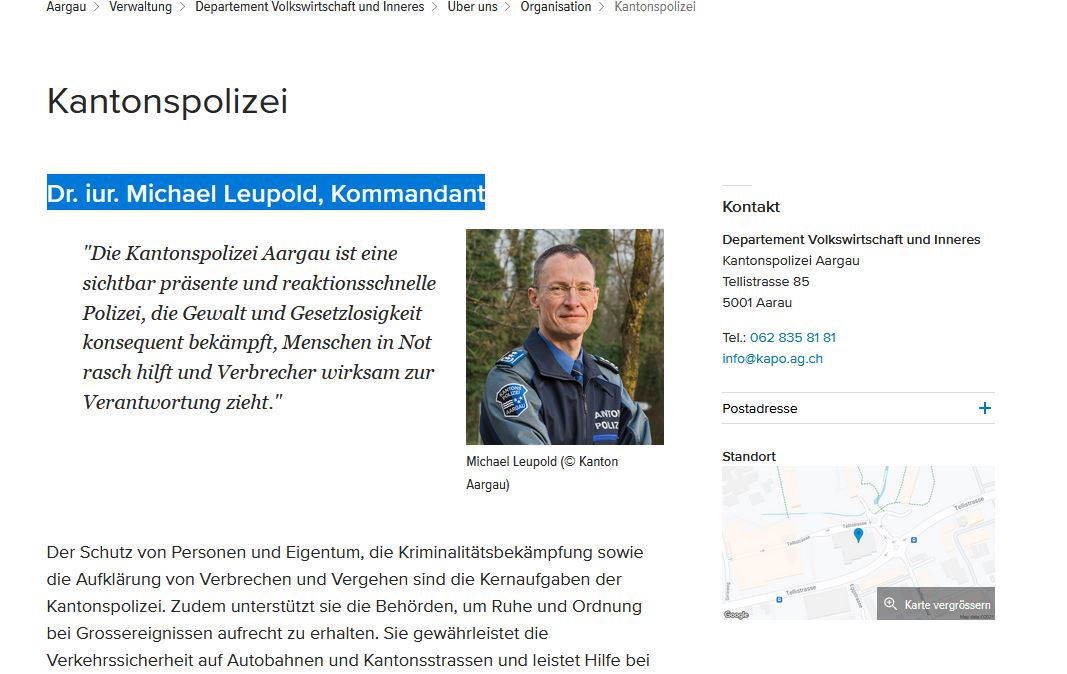 Aargau > Verwaltung > Departement Volkswirtschaft und Inneres > Über uns > Organisation > Kantonspolizei
Kantonspolizei
Dr. iur. Michael Leupold, Kommandant
"Die Kantonspolizei Aargau ist eine
sichtbar präsente und reaktionsschnelle
Polizei, die Gewalt und Gesetzlosigkeit
konsequent bekämpft, Menschen in Not
rasch hilft und Verbrecher wirksam zur
Verantwortung zieht."
KANTONS
POLIZEI
AARGAU
Michael Leupold (© Kanton
Aargau)
Der Schutz von Personen und Eigentum, die Kriminalitätsbekämpfung sowie
die Aufklärung von Verbrechen und Vergehen sind die Kernaufgaben der
Kantonspolizei. Zudem unterstützt sie die Behörden, um Ruhe und Ordnung
bei Grossereignissen aufrecht zu erhalten. Sie gewährleistet die
Verkehrssicherheit auf Autobahnen und Kantonsstrassen und leistet Hilfe bei
Kontakt
Departement Volkswirtschaft und Inneres
Kantonspolizei Aargau
Tellistrasse 85
5001 Aarau
Tel.: 062 835 81 81
info@kapo.ag.ch
Postadresse +
Standort
Tellistrasse
Tellistrasse
Tellistrasse
Tellistrasse
Google
Karte vergrössern